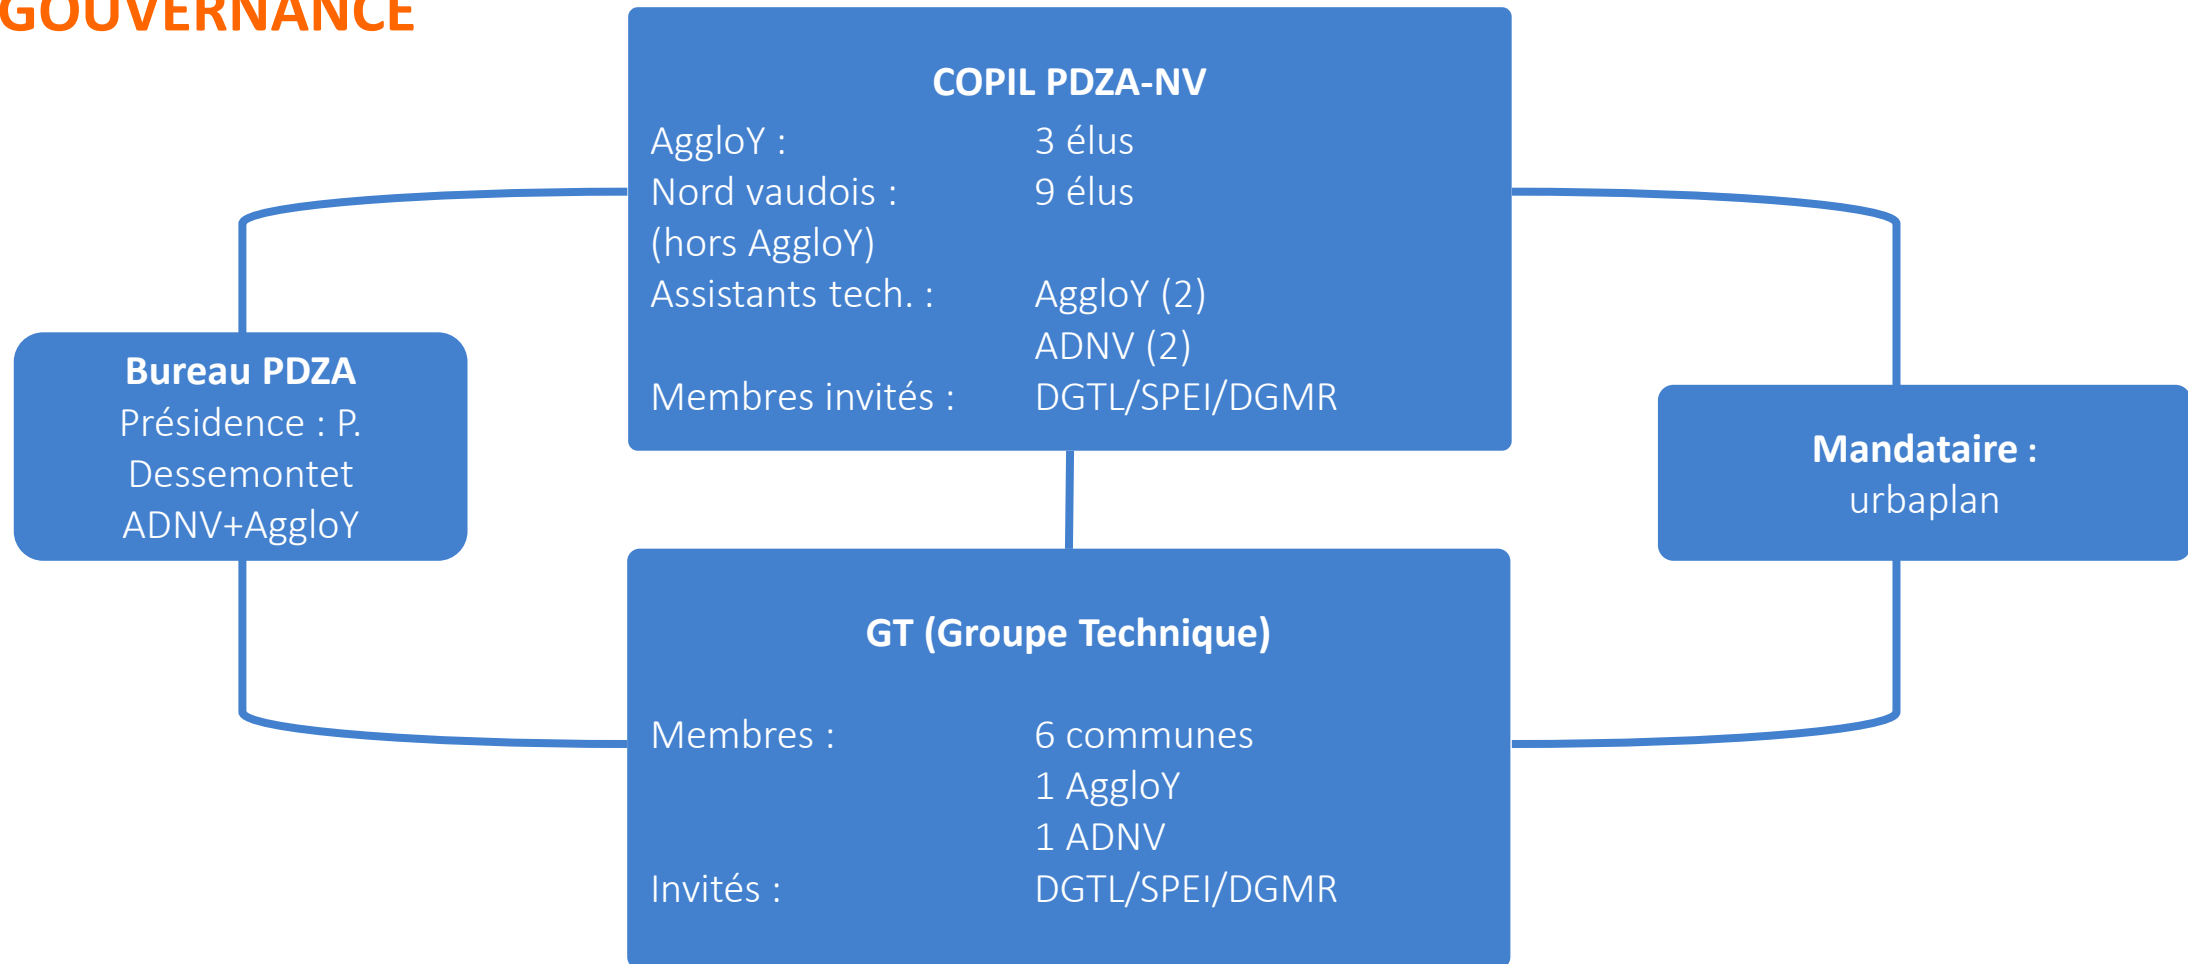 GOUVERNANCE
COPIL PDZA-NV
AggloY : 3 élus
Nord vaudois : 9 élus
(hors AggloY)
Assistants tech. : AggloY (2)
ADNV (2)
Membres invités : DGTL/SPEI/DGMR
Bureau PDZA
Présidence : P.
Dessemontet
ADNV+AggloY
Mandataire :
urbaplan
GT (Groupe Technique)
Membres : 6 communes
1 AggloY
1 ADNV
Invités : DGTL/SPEI/DGMR